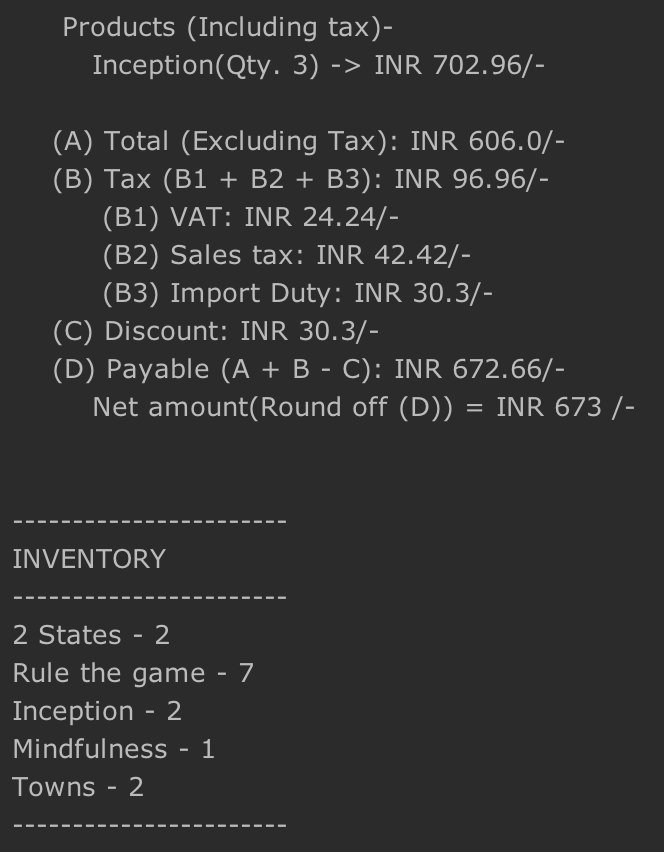 Products (Including tax)-
Inception(Qty. 3) -> INR 702.96/-
(A) Total (Excluding Tax): INR 606.0/-
(B) Tax (B1 + B2 + B3): INR 96.96/-
(B1) VAT: INR 24.24/-
(B2) Sales tax: INR 42.42/-
(B3) Import Duty: INR 30.3/-
(C) Discount: INR 30.3/-
(D) Payable (A + B - C): INR 672.66/-
Net amount(Round off (D)) = INR 673 /-
-----------------------
INVENTORY
-----------------------
2 States - 2
Rule the game - 7
Inception - 2
Mindfulness - 1
Towns - 2
-----------------------